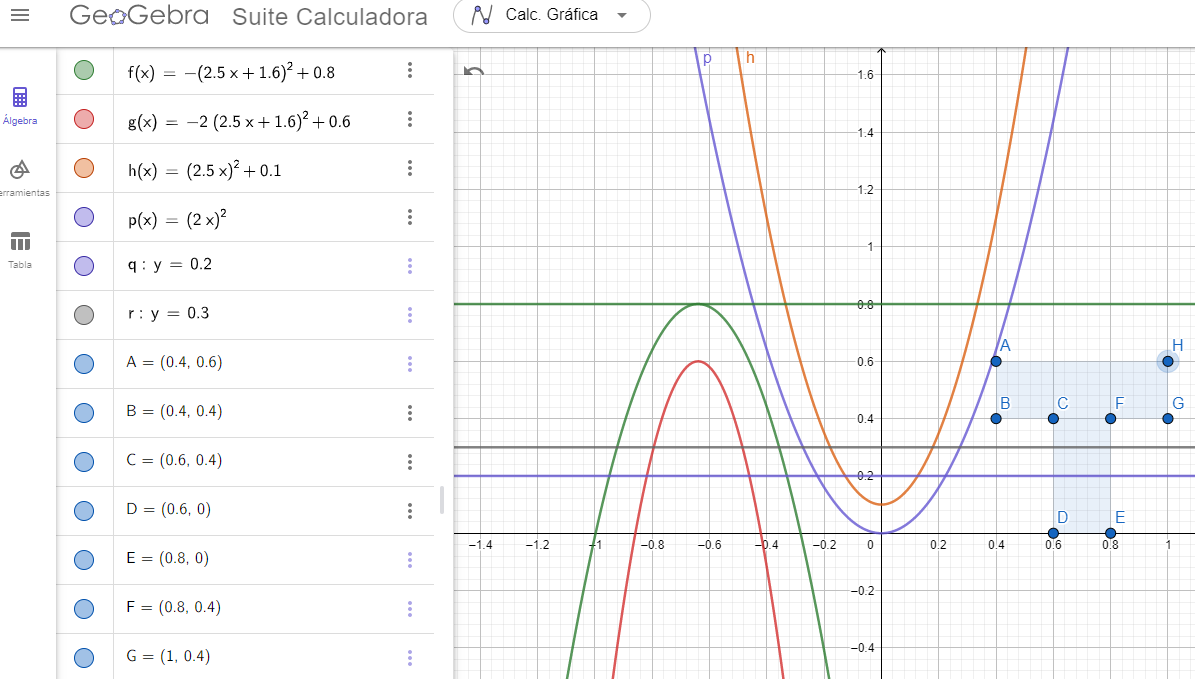 GeoGebra Suite Calculadora Calc. Gráfica
Álgebra
erramientas
Tabla
f(x) = −(2.5 x + 1.6)² + 0.8
g(x) = −2 (2.5 x + 1.6)² + 0.6
h(x) = (2.5 x)² + 0.1
p(x) = (2 x)²
q : y = 0.2
r : y = 0.3
A = (0.4, 0.6)
B = (0.4, 0.4)
C = (0.6, 0.4)
D = (0.6, 0)
E = (0.8, 0)
F = (0.8, 0.4)
G = (1, 0.4)
p h
1.6
1.4
1.2
1
0.8
A H
0.6
B C F G
0.4
0.2
D E
−1.4 −1.2 −1 −0.8 −0.6 −0.4 −0.2 0 0.2 0.4 0.6 0.8 1
−0.2
−0.4